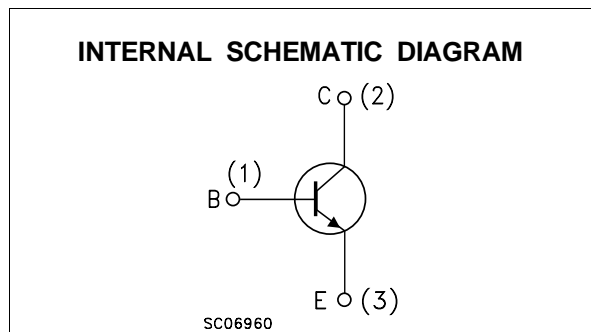 INTERNAL SCHEMATIC DIAGRAM
C (2)
(1)
B
E (3)
SC06960